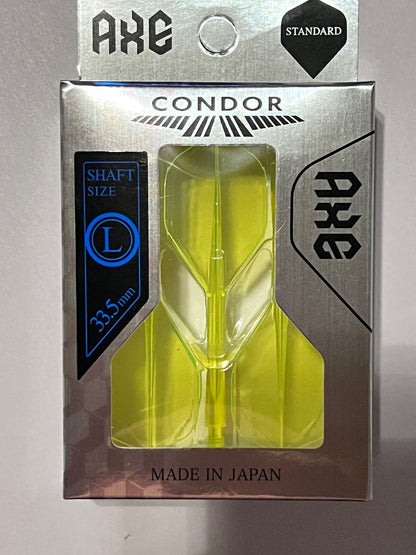 AXE
STANDARD
CONDOR
SHAFT
SIZE
L
33.5mm
AXE
MADE IN JAPAN